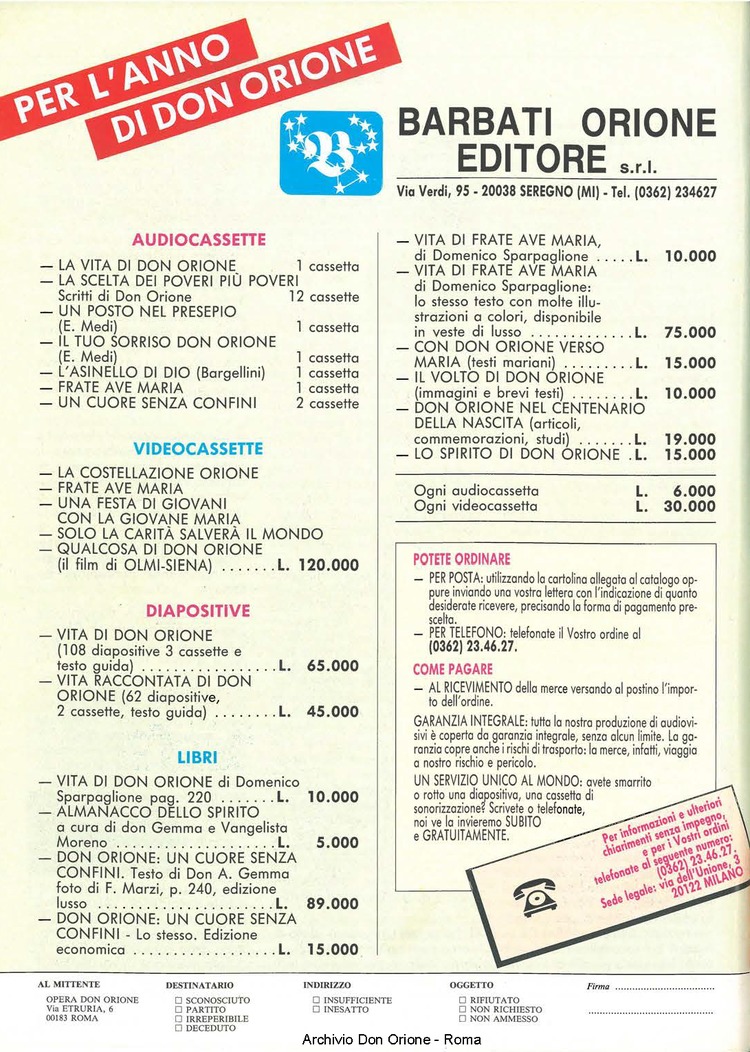 PER L'ANNO
DI DON ORIONE
B
BARBATI ORIONE
EDITORE s.r.l.
Via Verdi, 95 - 20038 SEREGNO (MI) - Tel. (0362) 234627
AUDIOCASSETTE
— LA VITA DI DON ORIONE 1 cassetta
— LA SCELTA DEI POVERI PIÙ POVERI
Scritti di Don Orione 12 cassette
— UN POSTO NEL PRESEPIO
(E. Medi) 1 cassetta
— IL TUO SORRISO DON ORIONE
(E. Medi) 1 cassetta
— L'ASINELLO DI DIO (Bargellini) 1 cassetta
— FRATE AVE MARIA 1 cassetta
— UN CUORE SENZA CONFINI 2 cassette
VIDEOCASSETTE
— LA COSTELLAZIONE ORIONE
— FRATE AVE MARIA
— UNA FESTA DI GIOVANI
CON LA GIOVANE MARIA
— SOLO LA CARITÀ SALVERÀ IL MONDO
— QUALCOSA DI DON ORIONE
(il film di OLMI-SIENA) ....... L. 120.000
DIAPOSITIVE
— VITA DI DON ORIONE
(108 diapositive 3 cassette e
testo guida) ................. L. 65.000
— VITA RACCONTATA DI DON
ORIONE (62 diapositive,
2 cassette, testo guida) ........ L. 45.000
LIBRI
— VITA DI DON ORIONE di Domenico
Sparpaglione pag. 220 ....... L. 10.000
— ALMANACCO DELLO SPIRITO
a cura di don Gemma e Vangelista
Moreno ..................... L. 5.000
— DON ORIONE: UN CUORE SENZA
CONFINI. Testo di Don A. Gemma
foto di F. Marzi, p. 240, edizione
lusso ...................... L. 89.000
— DON ORIONE: UN CUORE SENZA
CONFINI - Lo stesso. Edizione
economica .................. L. 15.000
— VITA DI FRATE AVE MARIA,
di Domenico Sparpaglione ..... L. 10.000
— VITA DI FRATE AVE MARIA
di Domenico Sparpaglione:
lo stesso testo con molte illu-
strazioni a colori, disponibile
in veste di lusso ............. L. 75.000
— CON DON ORIONE VERSO
MARIA (testi mariani) ......... L. 15.000
— IL VOLTO DI DON ORIONE
(immagini e brevi testi) ........ L. 10.000
— DON ORIONE NEL CENTENARIO
DELLA NASCITA (articoli,
commemorazioni, studi) ....... L. 19.000
— LO SPIRITO DI DON ORIONE . L. 15.000
Ogni audiocassetta L. 6.000
Ogni videocassetta L. 30.000
POTETE ORDINARE
— PER POSTA: utilizzando la cartolina allegata al catalogo op-
pure inviando una vostra lettera con l'indicazione di quanto
desiderate ricevere, precisando la forma di pagamento pre-
scelta.
— PER TELEFONO: telefonate il Vostro ordine al
(0362) 23.46.27.
COME PAGARE
— AL RICEVIMENTO della merce versando al postino l'impor-
to dell'ordine.
GARANZIA INTEGRALE: tutta la nostra produzione di audiovi-
sivi è coperta da garanzia integrale, senza alcun limite. La ga-
ranzia copre anche i rischi di trasporto: la merce, infatti, viaggia
a nostro rischio e pericolo.
UN SERVIZIO UNICO AL MONDO: avete smarrito
o rotto una diapositiva, una cassetta di
sonorizzazione? Scrivete o telefonate,
noi ve la invieremo SUBITO
e GRATUITAMENTE.
Per informazioni e ulteriori
chiarimenti senza impegno,
e per i Vostri ordini
telefonate al seguente numero:
(0362) 23.46.27.
Sede legale: via dell'Unione, 3
20122 MILANO
AL MITTENTE
OPERA DON ORIONE
Via ETRURIA, 6
00183 ROMA
DESTINATARIO
□ SCONOSCIUTO
□ PARTITO
□ IRREPERIBILE
□ DECEDUTO
INDIRIZZO
□ INSUFFICIENTE
□ INESATTO
OGGETTO
□ RIFIUTATO
□ NON RICHIESTO
□ NON AMMESSO
Firma ..........................
Archivio Don Orione - Roma